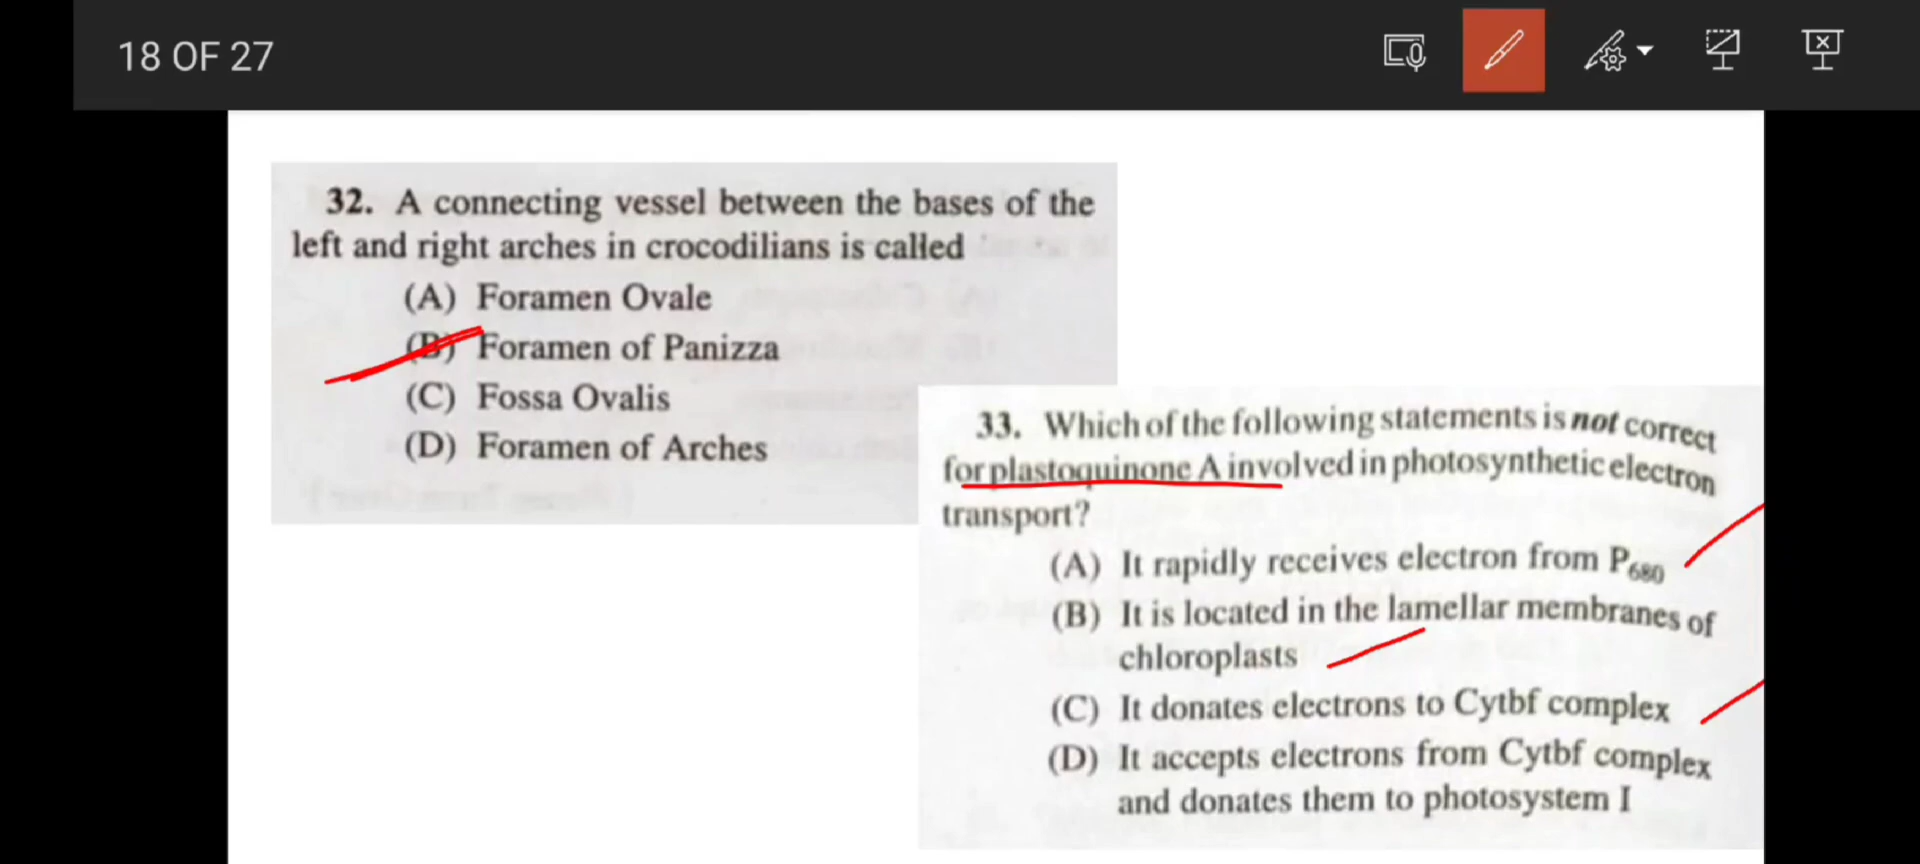 18 OF 27
32. A connecting vessel between the bases of the
left and right arches in crocodilians is called
(A) Foramen Ovale
(B) Foramen of Panizza
(C) Fossa Ovalis
(D) Foramen of Arches
33. Which of the following statements is not correct
for plastoquinone A involved in photosynthetic electron
transport?
(A) It rapidly receives electron from P680
(B) It is located in the lamellar membranes of
chloroplasts
(C) It donates electrons to Cytbf complex
(D) It accepts electrons from Cytbf complex
and donates them to photosystem I